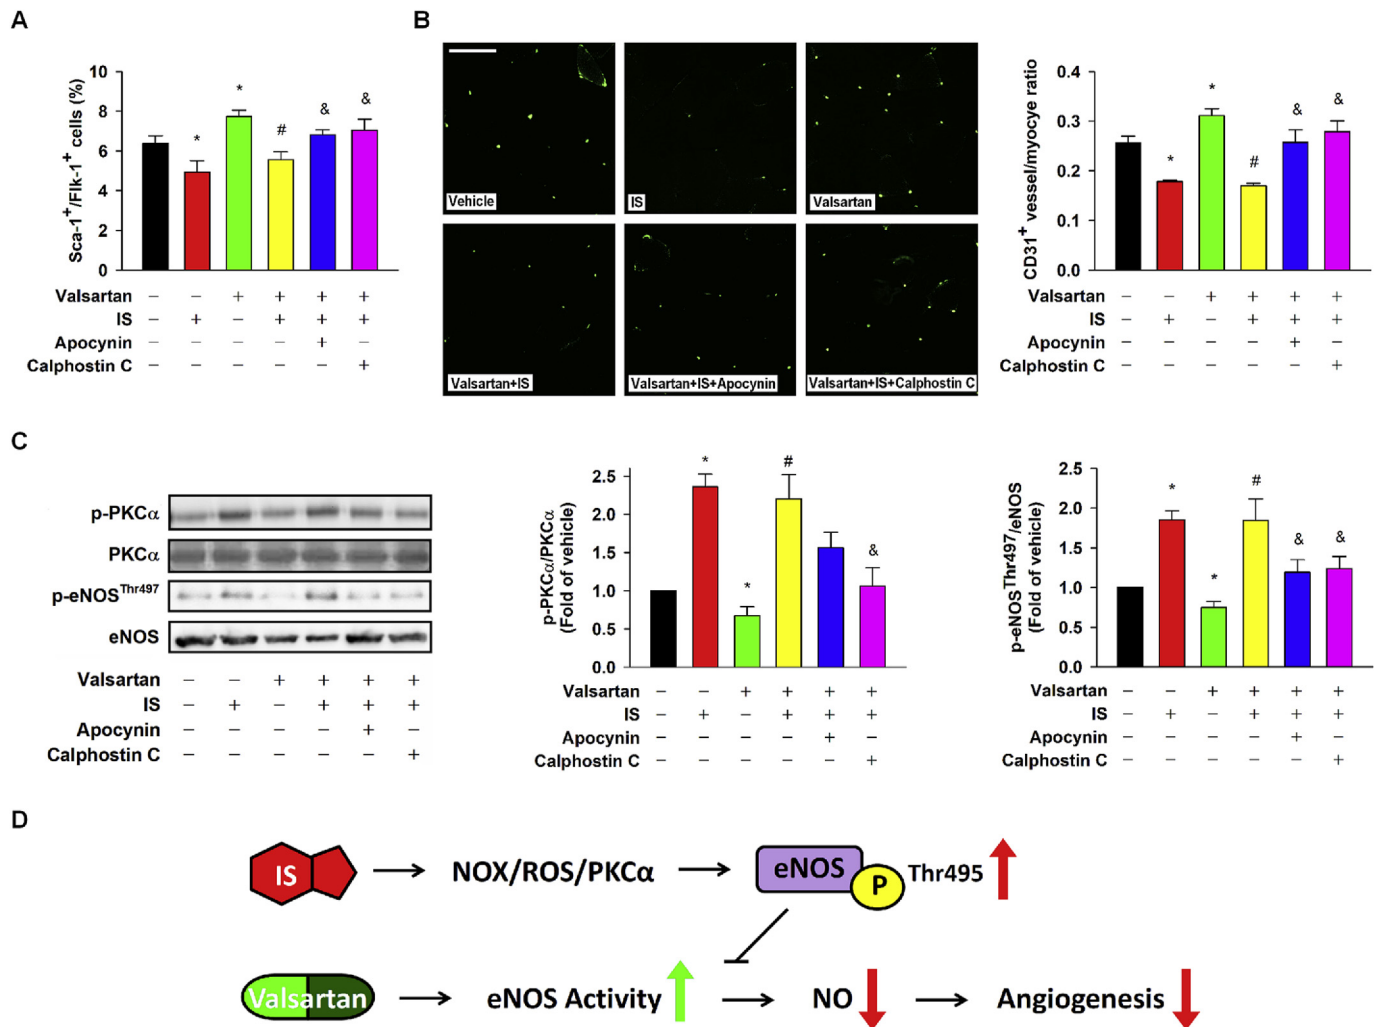 A
Sca-1+/Flk-1+ cells (%)
10
8
6
4
2
0
* * # & &
Valsartan – – + + + +
IS – + – + + +
Apocynin – – – – + –
Calphostin C – – – – – +
B
Vehicle
IS
Valsartan
Valsartan+IS
Valsartan+IS+Apocynin
Valsartan+IS+Calphostin C
CD31+ vessel/myocye ratio
0.4
0.3
0.2
0.1
0.0
* * # & &
Valsartan – – + + + +
IS – + – + + +
Apocynin – – – – + –
Calphostin C – – – – – +
C
p-PKCα
PKCα
p-eNOSThr497
eNOS
Valsartan – – + + + +
IS – + – + + +
Apocynin – – – – + –
Calphostin C – – – – – +
p-PKCα/PKCα
(Fold of vehicle)
2.5
2.0
1.5
1.0
0.5
0.0
* * # &
Valsartan – – + + + +
IS – + – + + +
Apocynin – – – – + –
Calphostin C – – – – – +
p-eNOSThr497/eNOS
(Fold of vehicle)
2.5
2.0
1.5
1.0
0.5
0.0
* * # & &
Valsartan – – + + + +
IS – + – + + +
Apocynin – – – – + –
Calphostin C – – – – – +
D
IS → NOX/ROS/PKCα → eNOS P Thr495
Valsartan → eNOS Activity → NO → Angiogenesis